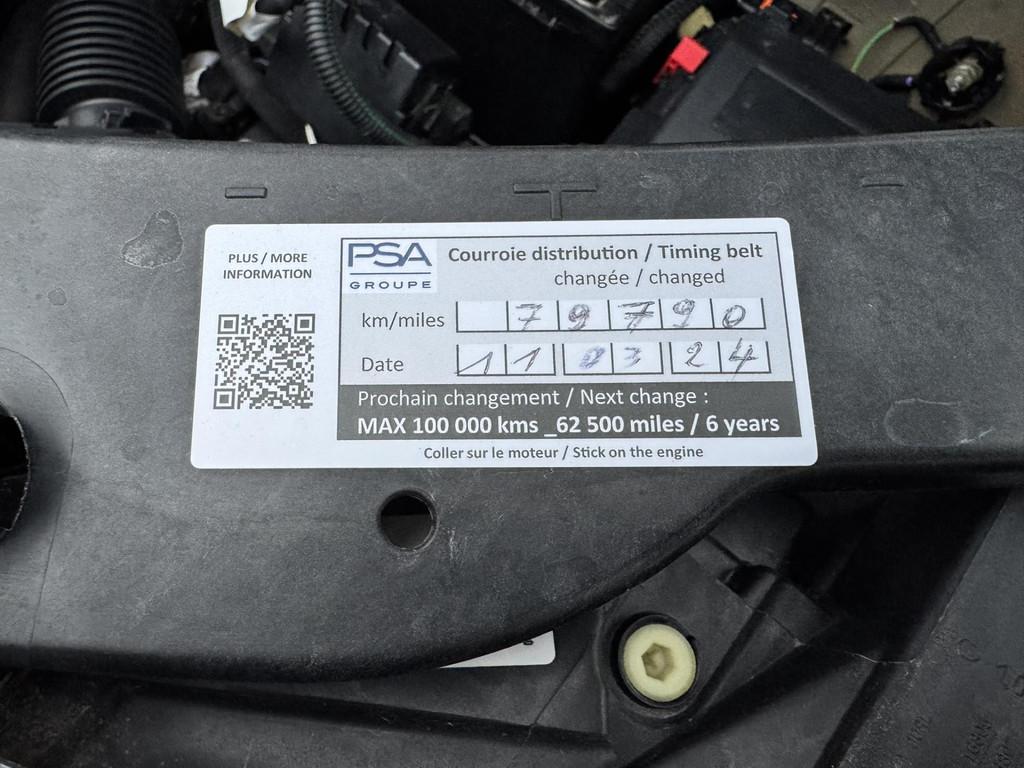 PLUS / MORE
INFORMATION
PSA
GROUPE
Courroie distribution / Timing belt
changée / changed
km/miles 79790
Date 11 03 24
Prochain changement / Next change :
MAX 100 000 kms _62 500 miles / 6 years
Coller sur le moteur / Stick on the engine